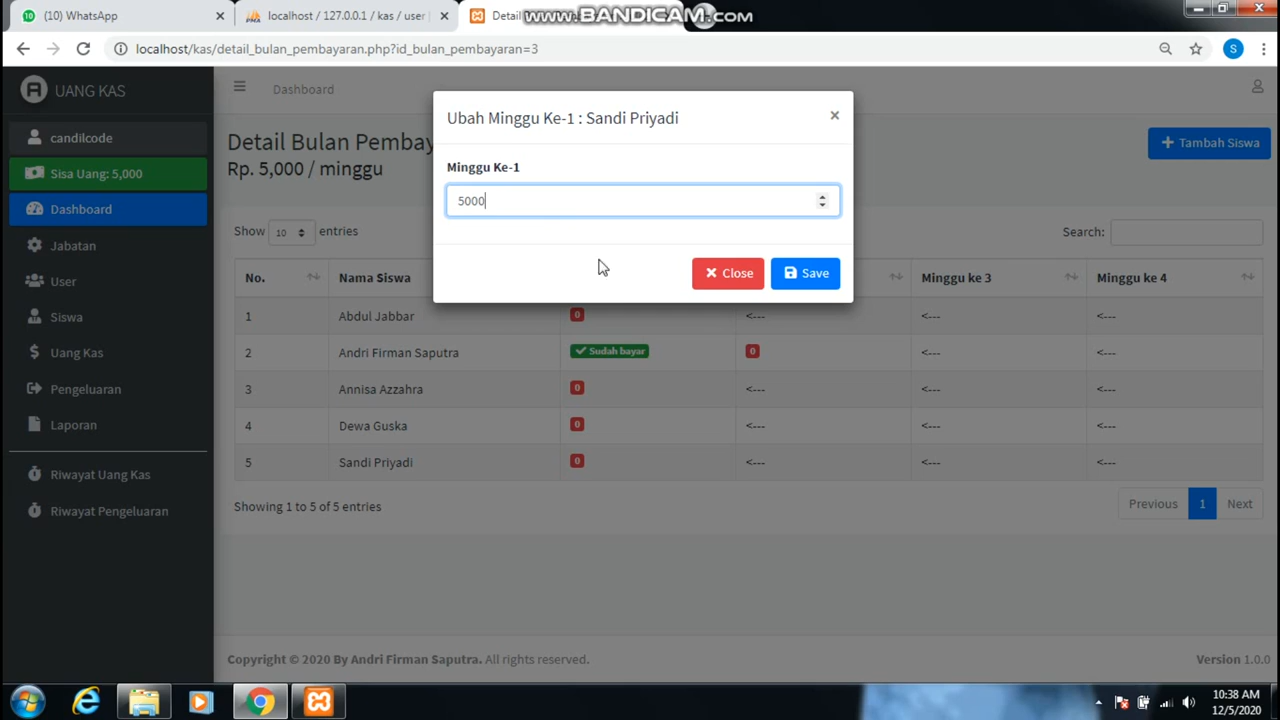 (10) WhatsApp
localhost / 127.0.0.1 / kas / user |
Detai
www.BANDICAM.com
localhost/kas/detail_bulan_pembayaran.php?id_bulan_pembayaran=3
S
UANG KAS
candilcode
Sisa Uang: 5,000
Dashboard
Jabatan
User
Siswa
Uang Kas
Pengeluaran
Laporan
Riwayat Uang Kas
Riwayat Pengeluaran
Dashboard
Detail Bulan Pemba
Rp. 5,000 / minggu
Tambah Siswa
Ubah Minggu Ke-1 : Sandi Priyadi
×
Minggu Ke-1
5000
Close Save
Show 10 entries
Search:
No. Nama Siswa Minggu ke 3 Minggu ke 4
1 Abdul Jabbar 0 <--- <--- <---
2 Andri Firman Saputra Sudah bayar 0 <--- <---
3 Annisa Azzahra 0 <--- <--- <---
4 Dewa Guska 0 <--- <--- <---
5 Sandi Priyadi 0 <--- <--- <---
Showing 1 to 5 of 5 entries
Previous 1 Next
Copyright © 2020 By Andri Firman Saputra. All rights reserved.
Version 1.0.0
10:38 AM
12/5/2020